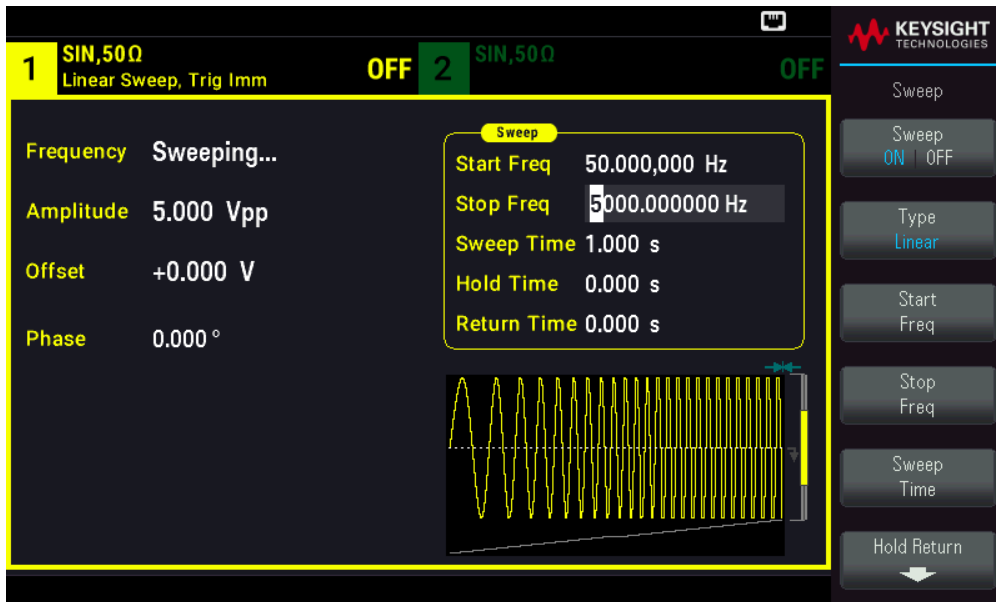 KEYSIGHT
TECHNOLOGIES
1
SIN,50Ω
Linear Sweep, Trig Imm
OFF
2
SIN,50Ω
OFF
Frequency Sweeping...
Amplitude 5.000 Vpp
Offset +0.000 V
Phase 0.000 °
Sweep
Start Freq 50.000,000 Hz
Stop Freq 5000.000000 Hz
Sweep Time 1.000 s
Hold Time 0.000 s
Return Time 0.000 s
Sweep
Sweep
ON | OFF
Type
Linear
Start
Freq
Stop
Freq
Sweep
Time
Hold Return